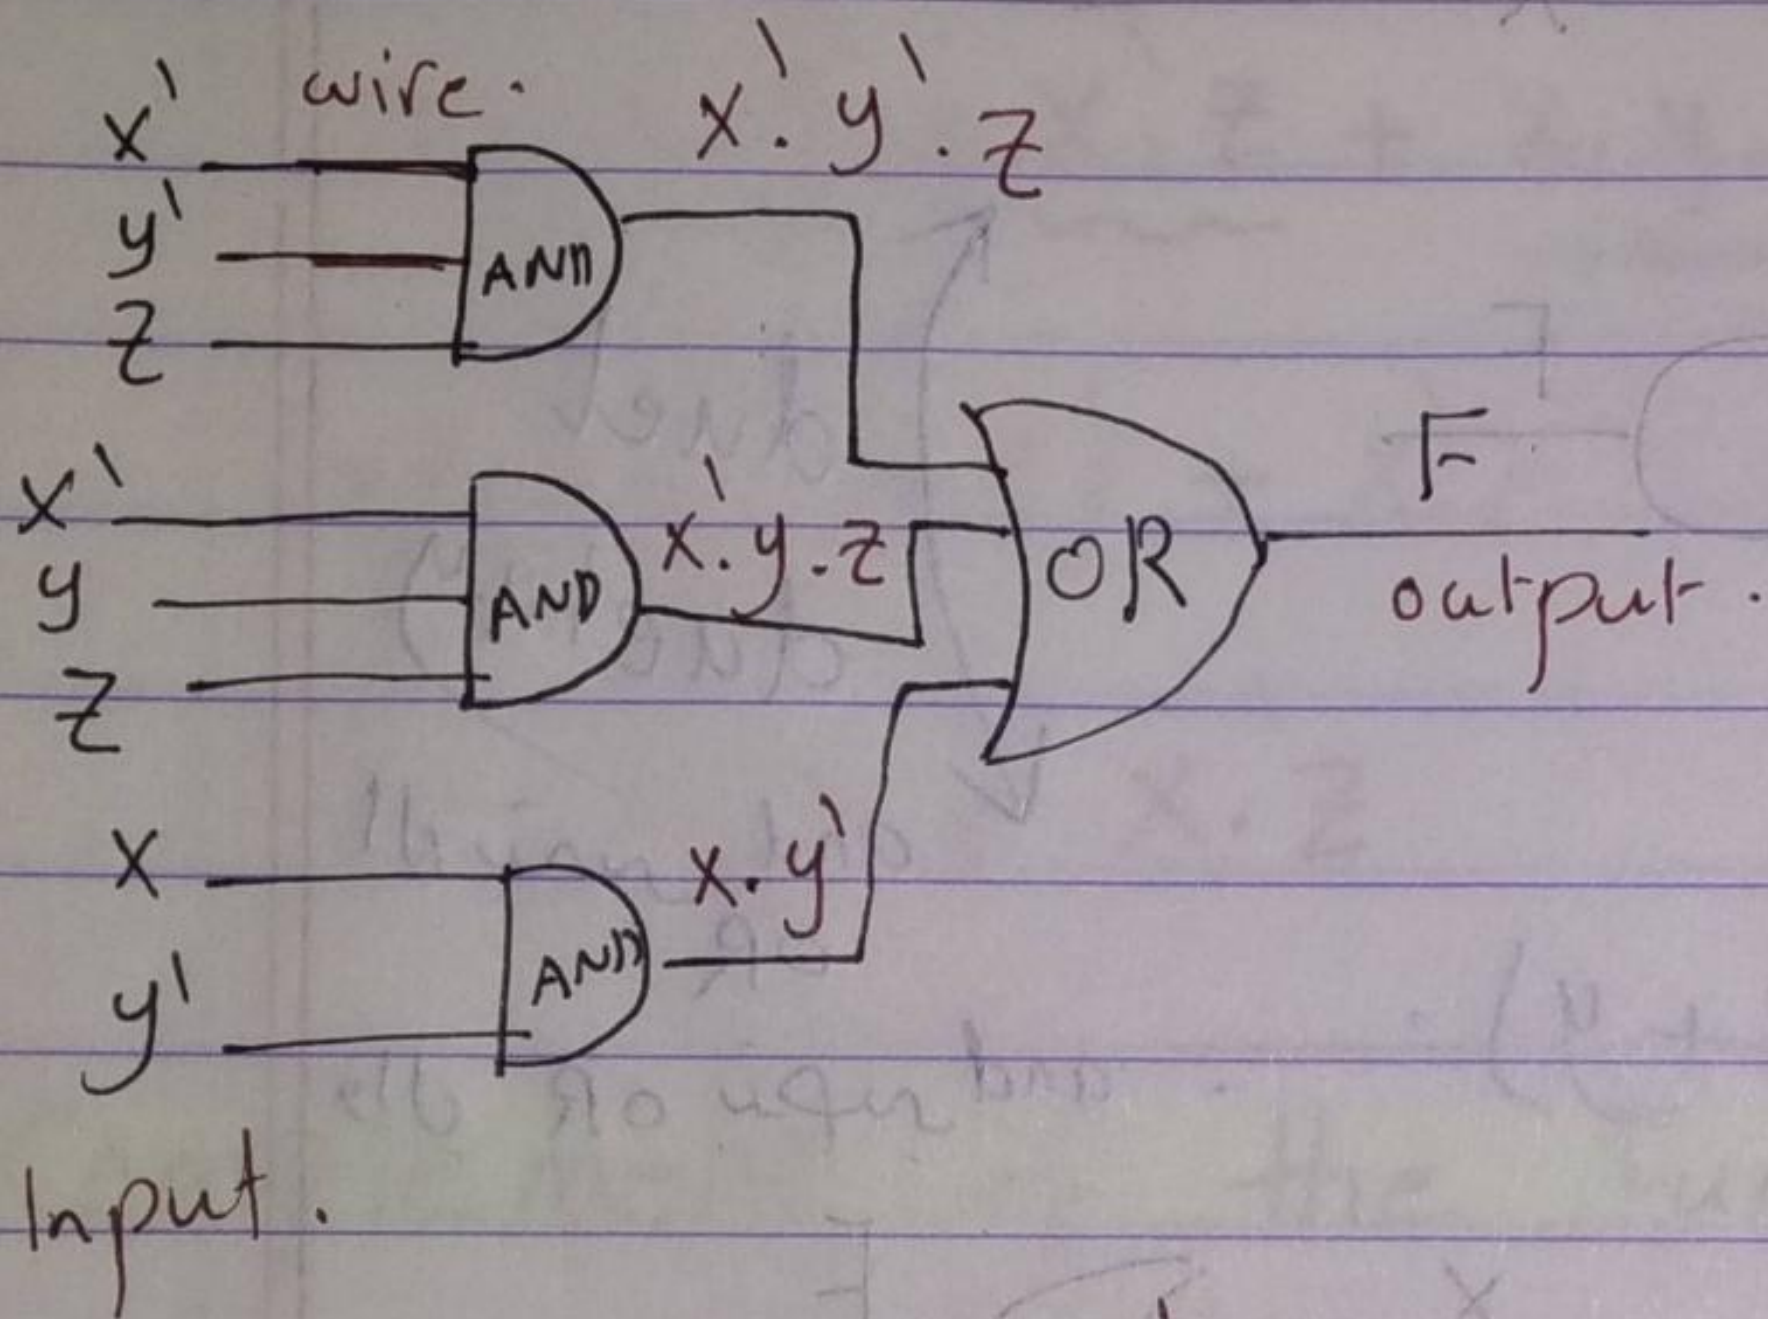 x' wire. x'.y'.z
y'
AND
z
F
x'
x'.y.z
OR
y
AND
output.
z
x
x.y'
AND
y'
Input.